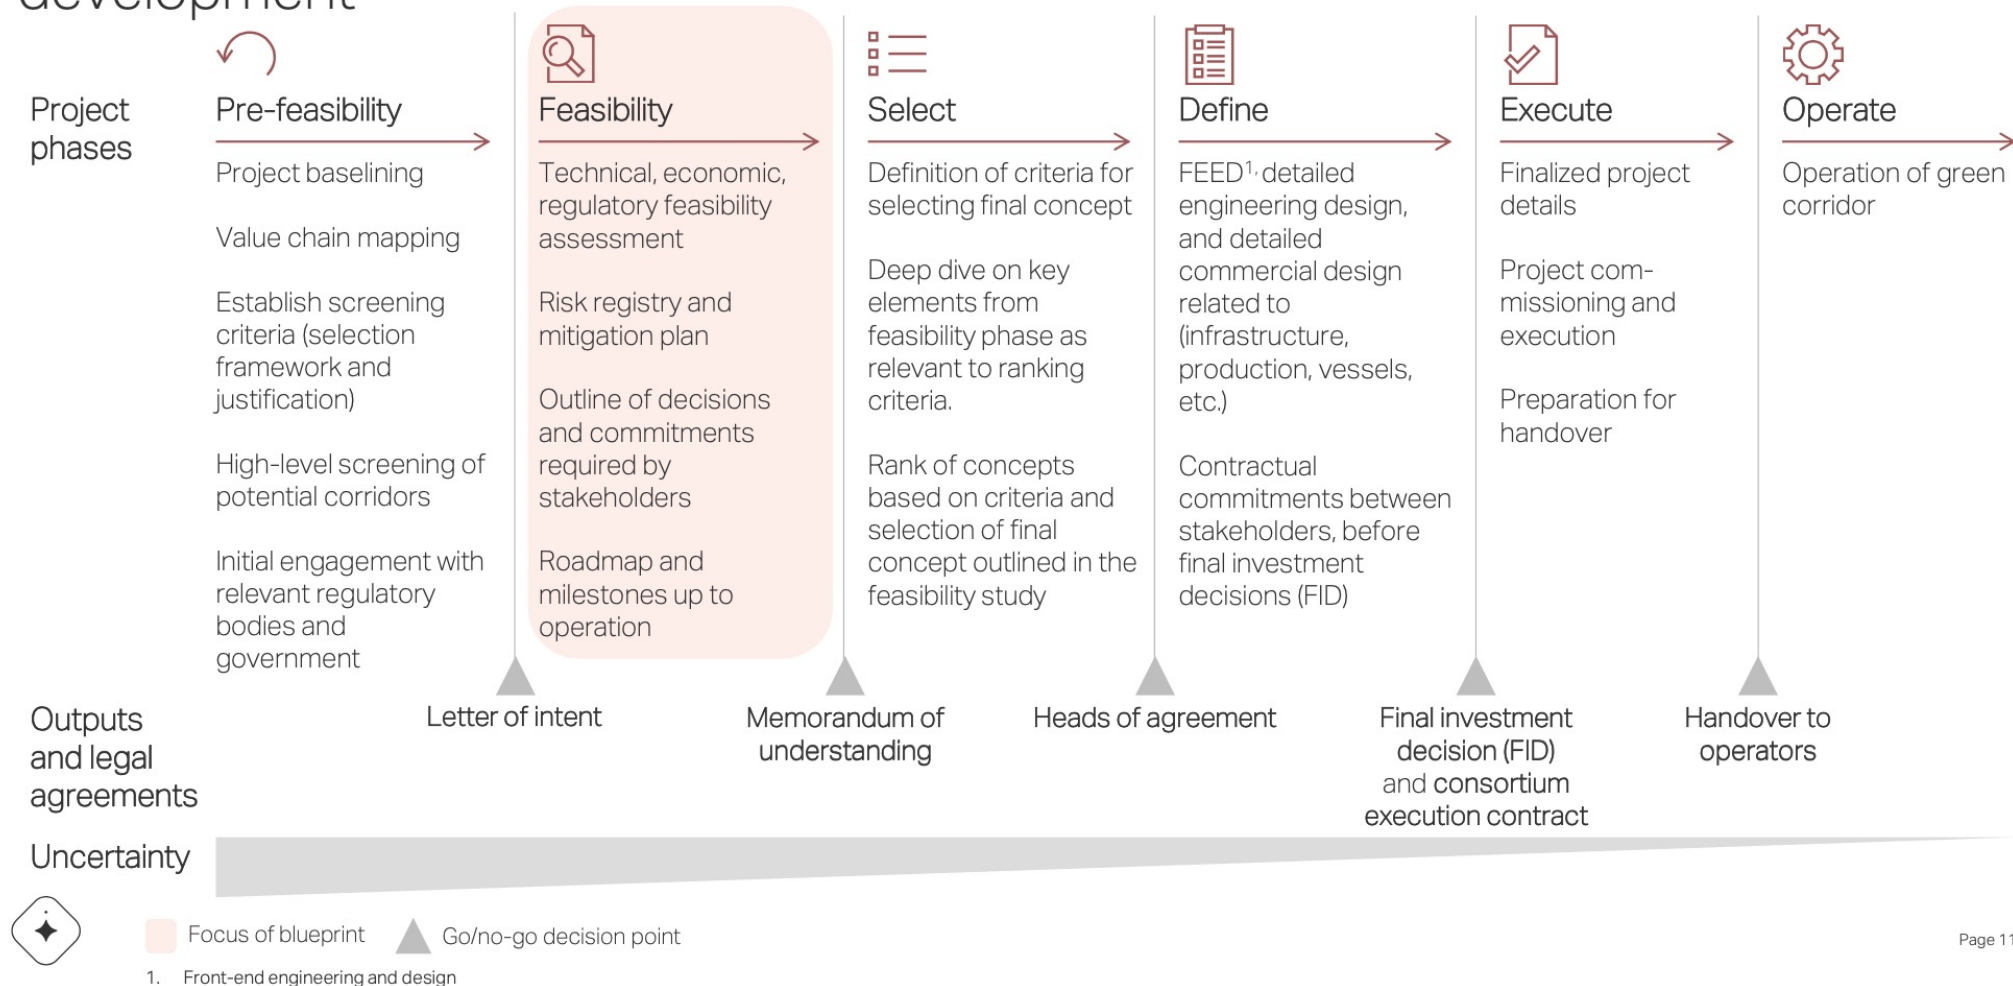 development
Project
phases
Pre-feasibility
Project baselining
Value chain mapping
Establish screening
criteria (selection
framework and
justification)
High-level screening of
potential corridors
Initial engagement with
relevant regulatory
bodies and
government
Feasibility
Technical, economic,
regulatory feasibility
assessment
Risk registry and
mitigation plan
Outline of decisions
and commitments
required by
stakeholders
Roadmap and
milestones up to
operation
Select
Definition of criteria for
selecting final concept
Deep dive on key
elements from
feasibility phase as
relevant to ranking
criteria.
Rank of concepts
based on criteria and
selection of final
concept outlined in the
feasibility study
Define
FEED¹, detailed
engineering design,
and detailed
commercial design
related to
(infrastructure,
production, vessels,
etc.)
Contractual
commitments between
stakeholders, before
final investment
decisions (FID)
Execute
Finalized project
details
Project com-
missioning and
execution
Preparation for
handover
Operate
Operation of green
corridor
Outputs
and legal
agreements
Letter of intent
Memorandum of
understanding
Heads of agreement
Final investment
decision (FID)
and consortium
execution contract
Handover to
operators
Uncertainty
Focus of blueprint
Go/no-go decision point
Page 11
1. Front-end engineering and design